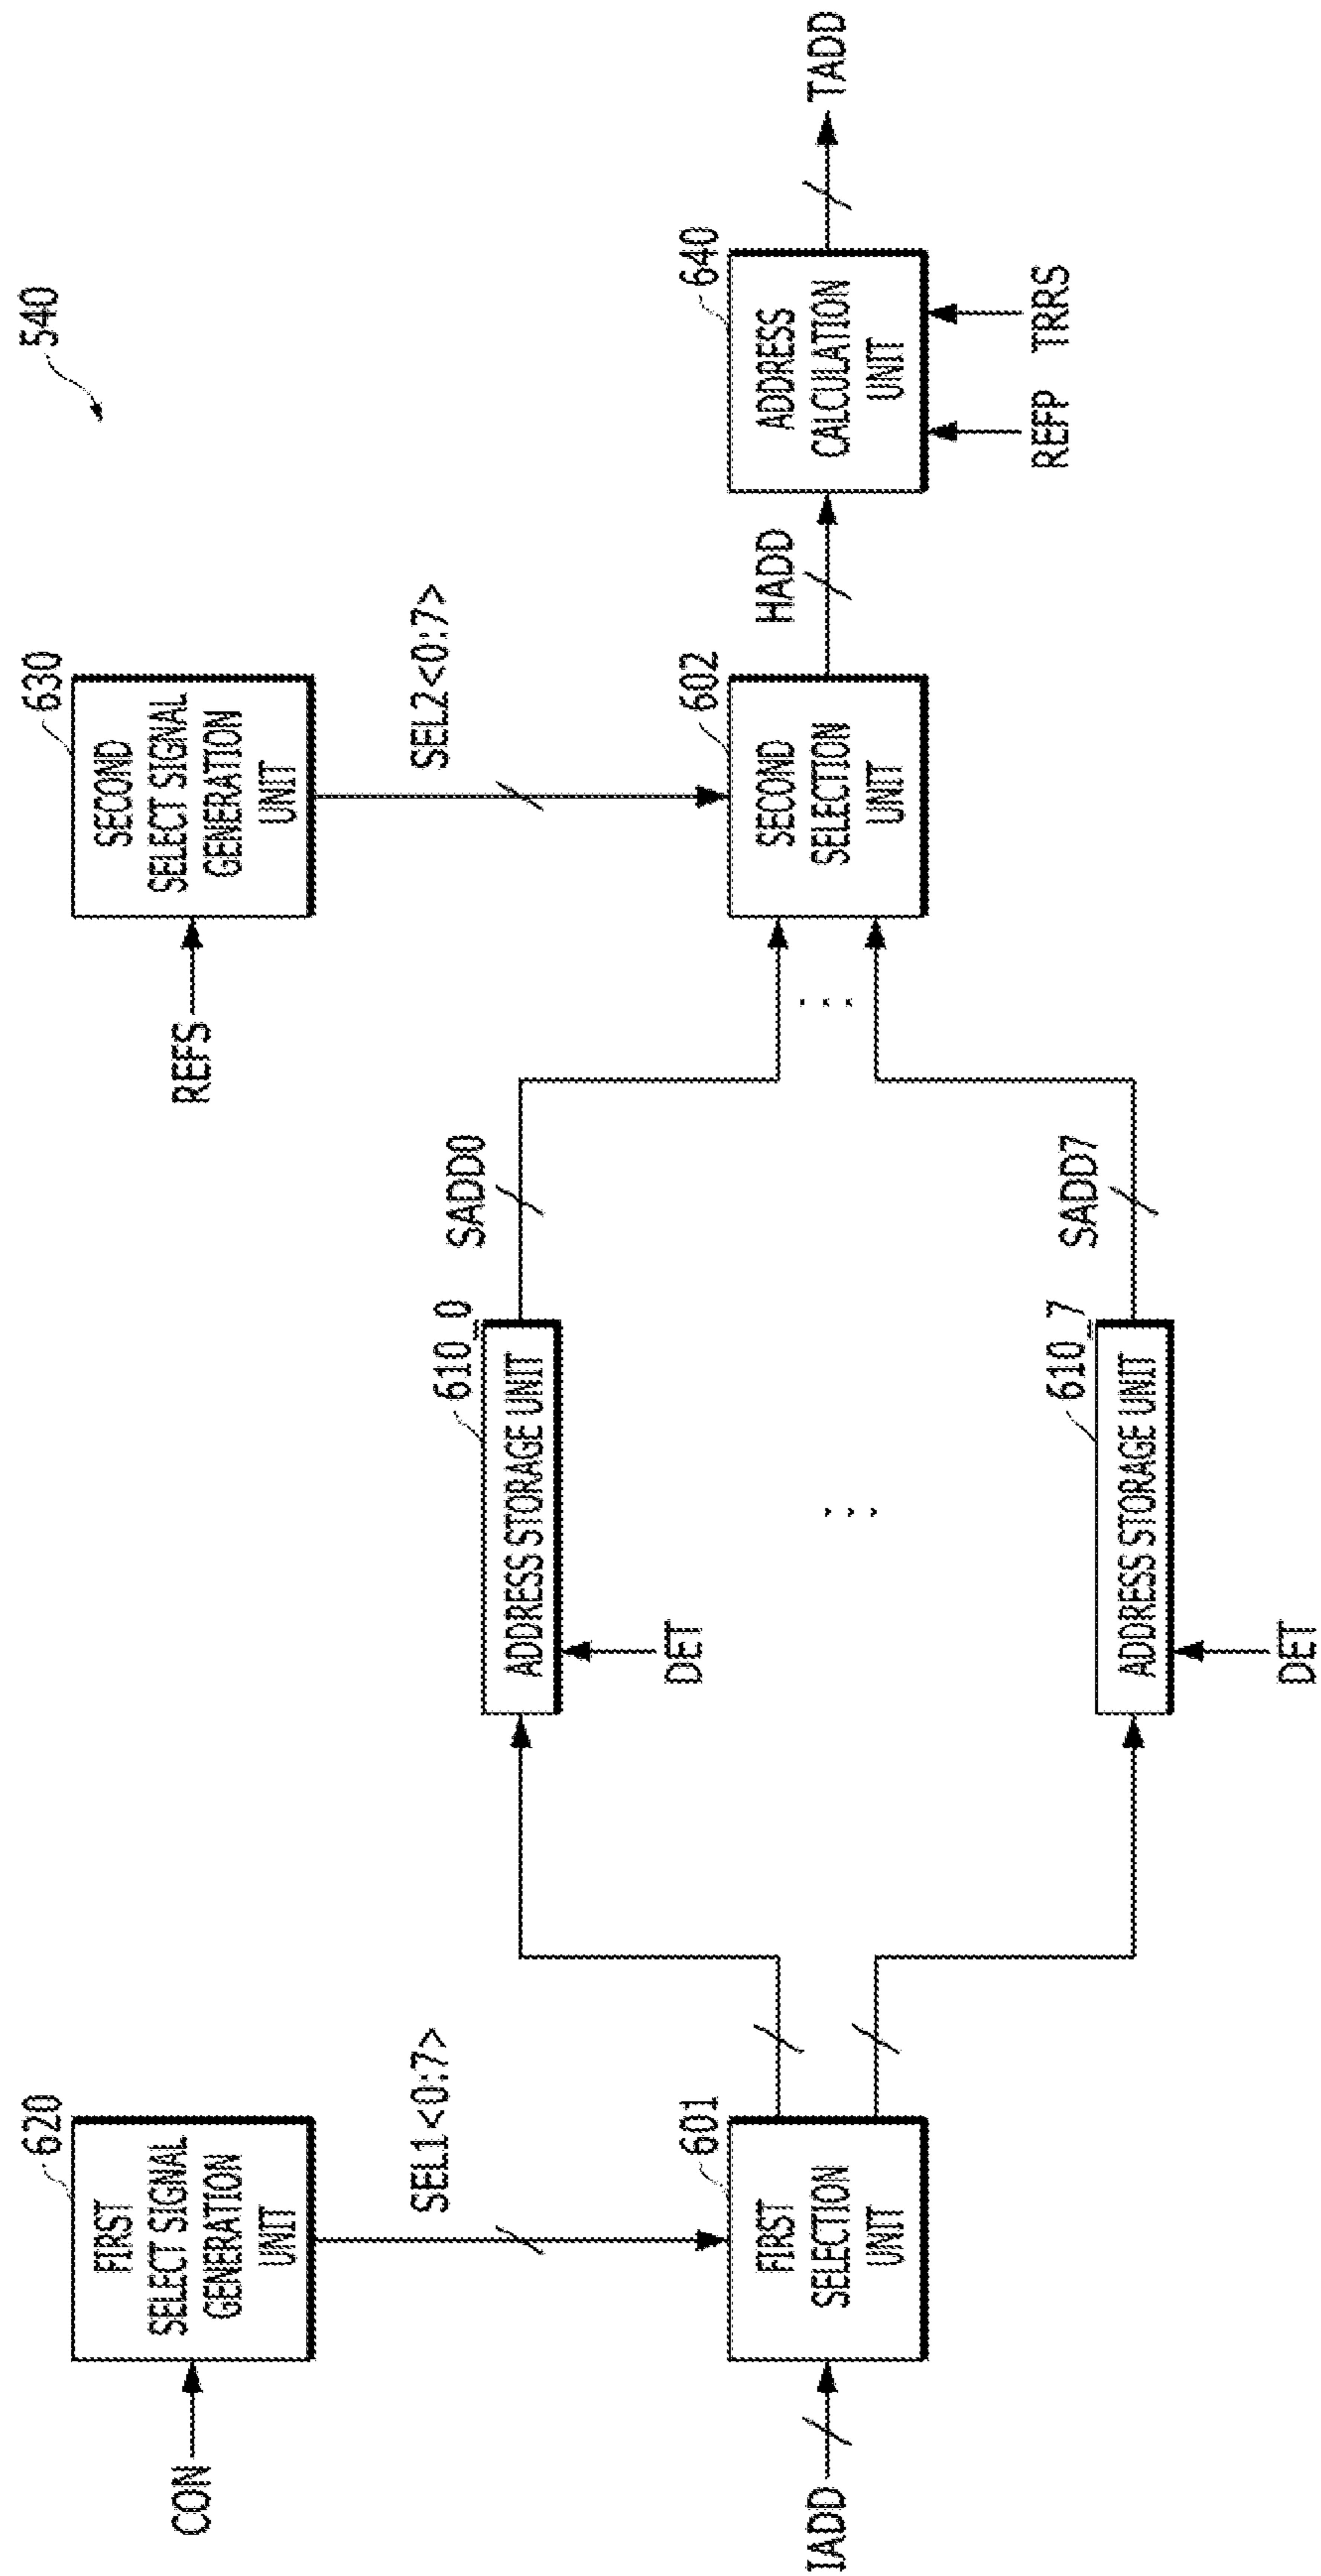 540
620
FIRST
SELECT SIGNAL
GENERATION
UNIT
CON
SEL1<0:7>
630
SECOND
SELECT SIGNAL
GENERATION
UNIT
REFS
SEL2<0:7>
610_0
ADDRESS STORAGE UNIT
DET
SADD0
601
FIRST
SELECTION
UNIT
IADD
602
SECOND
SELECTION
UNIT
HADD
640
ADDRESS
CALCULATION
UNIT
TADD
REFP
TRRS
610_7
ADDRESS STORAGE UNIT
DET
SADD7